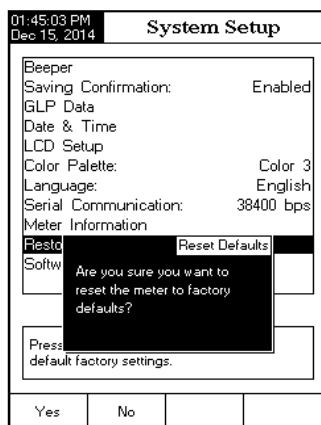 01:45:03 PM
Dec 15, 2014
System Setup
Beeper
Saving Confirmation: Enabled
GLP Data
Date & Time
LCD Setup
Color Palette: Color 3
Language: English
Serial Communication: 38400 bps
Meter Information
Resto
Softw
Reset Defaults
Are you sure you want to
reset the meter to factory
defaults?
Press
default factory settings.
Yes No